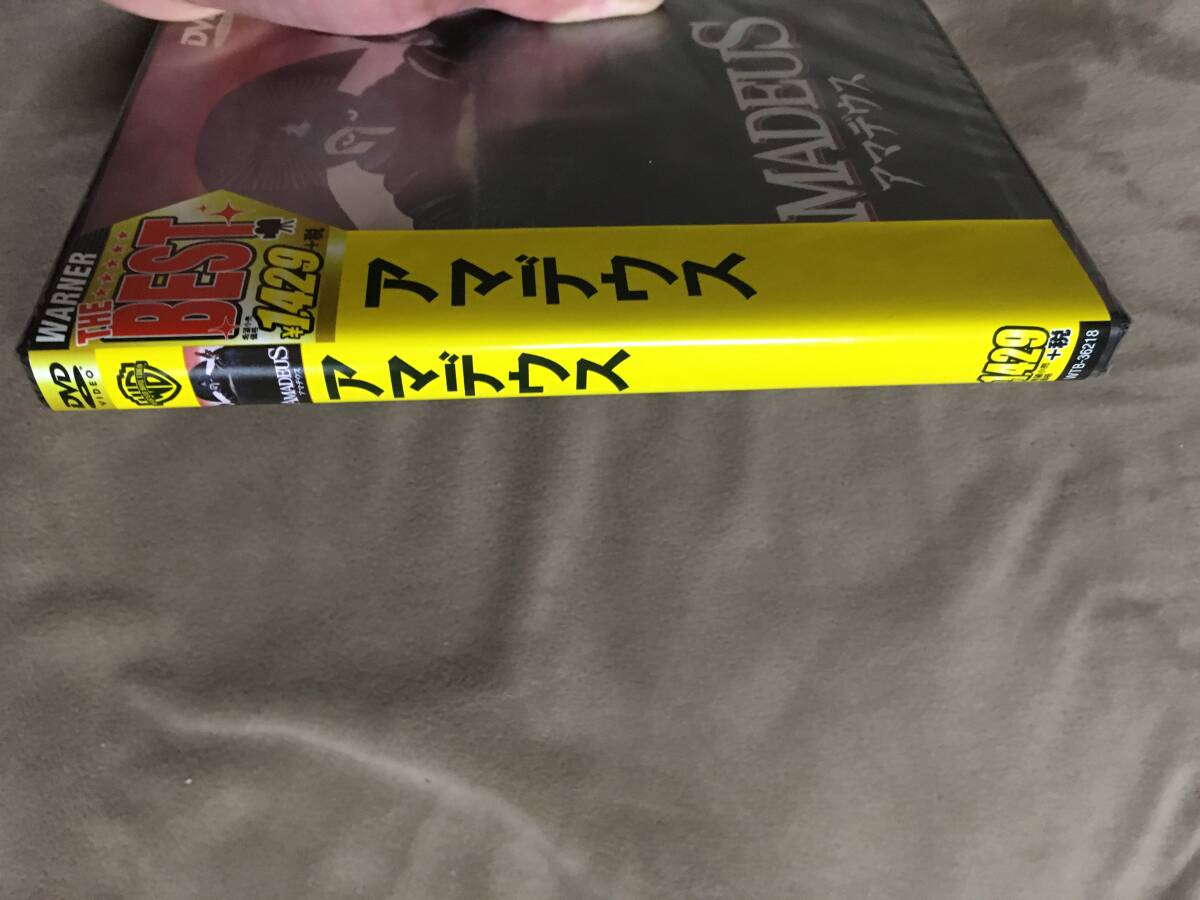 DVD
AMADEUS
アマデウス
WARNER
THE
BEST
¥1429
+税
アマデウス
DVD
VIDEO
WB
AMADEUS
アマデウス
アマデウス
1429
+税
WTB-36218